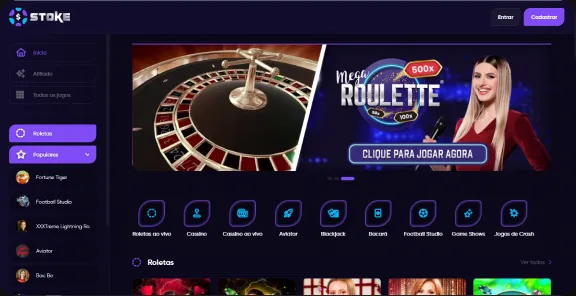 STOKE
Entrar
Cadastrar
Início
Afiliado
Todos os jogos
Roletas
Populares
Fortune Tiger
Football Studio
XXXTreme Lightning Ro
Aviator
Bac Bo
Mega
ROULETTE
500x
50x
100x
CLIQUE PARA JOGAR AGORA
Roletas ao vivo
Cassino
Cassino ao vivo
Aviator
Blackjack
Bacará
Football Studio
Game Shows
Jogos de Crash
Roletas
Ver todos